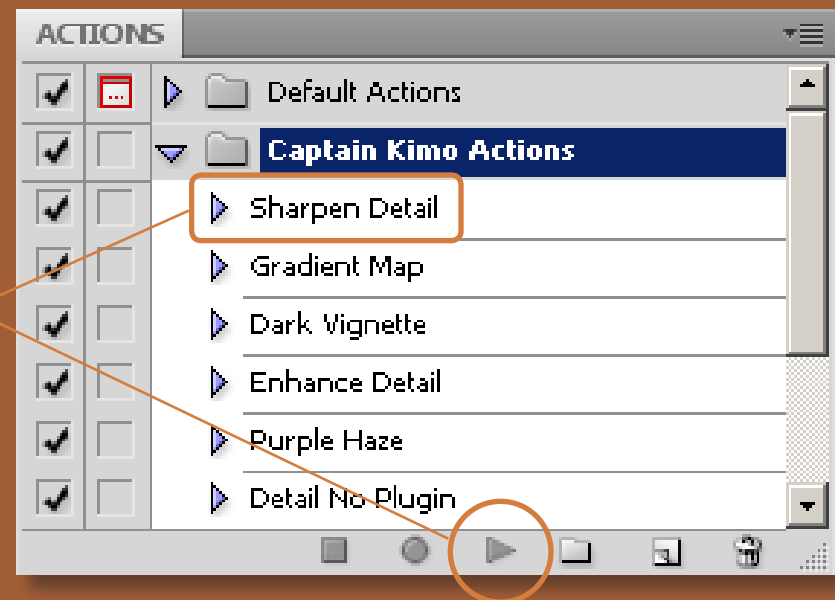 ACTIONS
Default Actions
Captain Kimo Actions
Sharpen Detail
Gradient Map
Dark Vignette
Enhance Detail
Purple Haze
Detail No Plugin